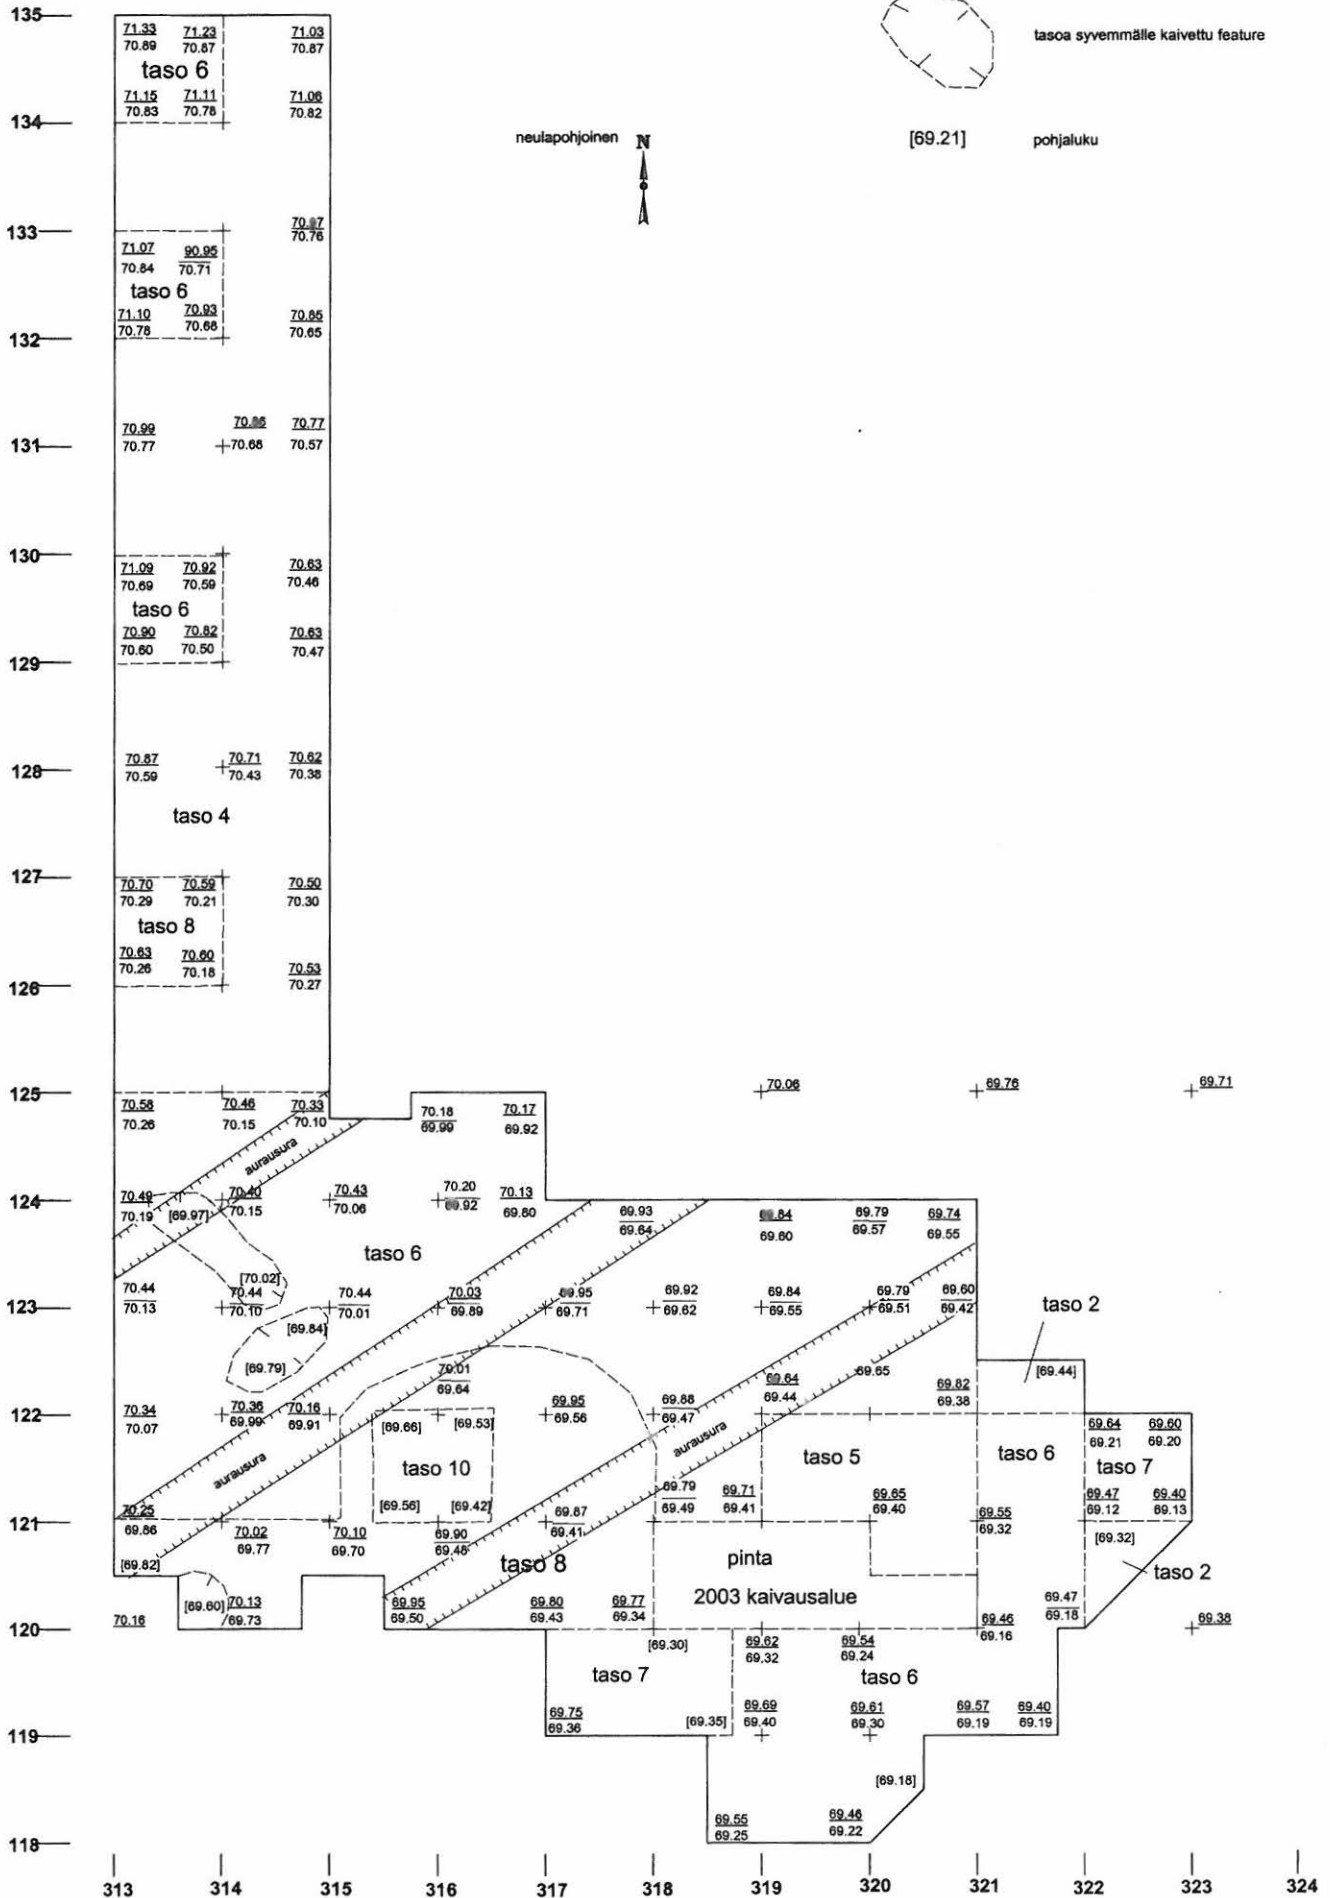 135
71.33 71.23 71.03
70.89 70.87 70.87
tasoa syvemmälle kaivettu feature
taso 6
71.15 71.11 71.06
70.83 70.78 70.82
134
neulapohjoinen N
[69.21] pohjaluku
133
70.76
71.07 90.95
70.84 70.71
taso 6
71.10 70.93 70.85
70.78 70.68 70.65
132
70.99 70.77
131 70.77 70.68 70.57
130
71.09 70.92 70.63
70.69 70.59 70.46
taso 6
70.90 70.82 70.63
70.60 70.50 70.47
129
70.87 70.71 70.62
128 70.59 70.43 70.38
taso 4
127
70.70 70.59 70.50
70.29 70.21 70.30
taso 8
70.63 70.60 70.53
70.26 70.18 70.27
126
125 70.06 69.76 69.71
70.58 70.46 70.33 70.18 70.17
70.26 70.15 70.10 69.99 69.92
aurausura
124
70.49 70.40 70.43 70.20 70.13
70.19 [69.97] 70.15 70.06 69.80
69.93 69.84 69.79 69.74
69.64 69.60 69.57 69.55
taso 6
[70.02]
123
70.44 70.44 70.44 70.03 69.95 69.92 69.84 69.79 69.60
70.13 70.10 70.01 69.89 69.71 69.62 69.55 69.51 69.42
taso 2
[69.84]
[69.79] 70.01 69.64 69.65 [69.44]
69.64 69.44 69.82 69.38
122
70.34 70.36 70.16 69.95 69.88
70.07 69.99 69.91 69.56 69.47
[69.66] [69.53] 69.64 69.60
69.21 69.20
aurausura taso 10 aurausura taso 5 taso 6 taso 7
[69.56] [69.42] 69.79 69.71 69.65 69.47 69.40
69.49 69.41 69.40 69.12 69.13
121
70.25 70.02 70.10 69.90 69.87 69.55
69.86 69.77 69.70 69.48 69.41 69.32 [69.32]
[69.82] taso 8 pinta taso 2
2003 kaivausalue
70.16 [69.60] 70.13 69.95 69.80 69.77 69.47
69.73 69.50 69.43 69.34 69.18
120 69.46 69.38
69.16
[69.30] 69.62 69.54
69.32 69.24
taso 7 taso 6
69.75 69.69 69.61 69.57 69.40
69.36 [69.35] 69.40 69.30 69.19 69.19
119
[69.18]
69.55 69.46
69.25 69.22
118
313 314 315 316 317 318 319 320 321 322 323 324